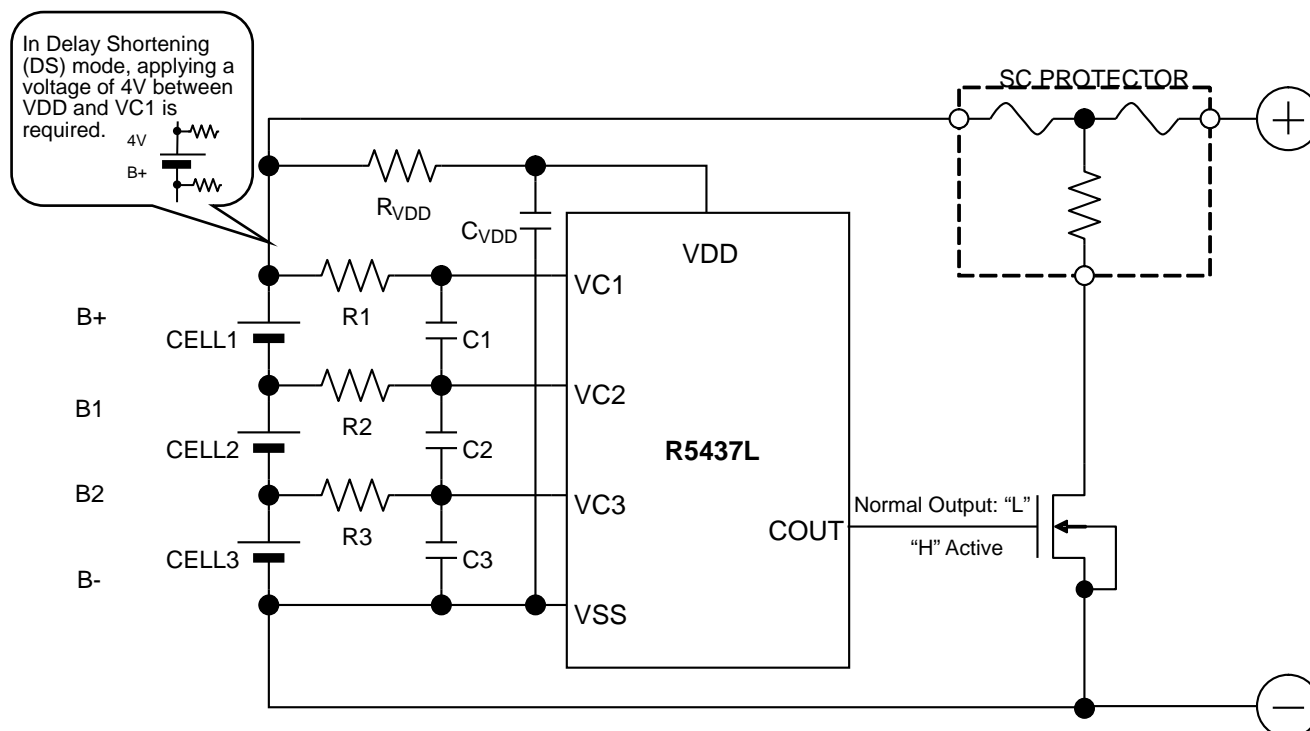 In Delay Shortening
(DS) mode, applying a
voltage of 4V between
VDD and VC1 is
required.
4V
B+
SC PROTECTOR
+
RVDD
CVDD
VDD
VC1
R1
B+
CELL1
C1
VC2
B1
R2
CELL2
C2
R5437L
B2
VC3
R3
Normal Output: “L”
COUT
“H” Active
CELL3
C3
B-
VSS
−